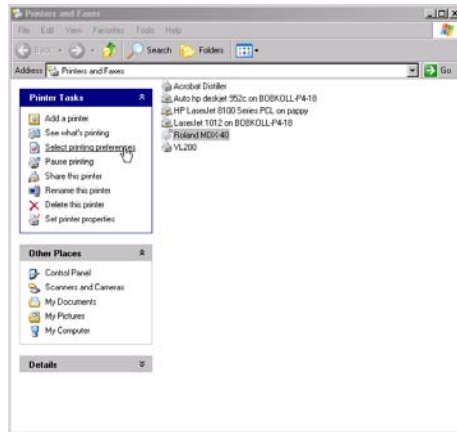 Printers and Faxes
File Edit View Favorites Tools Help
Back Search Folders
Address Printers and Faxes Go
Printer Tasks
Add a printer
See what's printing
Select printing preferences
Pause printing
Share this printer
Rename this printer
Delete this printer
Set printer properties
Other Places
Control Panel
Scanners and Cameras
My Documents
My Pictures
My Computer
Details
Acrobat Distiller
Auto hp deskjet 952c on BOBKOLL-P4-18
HP LaserJet 8100 Series PCL on pappy
LaserJet 1012 on BOBKOLL-P4-18
Roland MDX-40
VL200